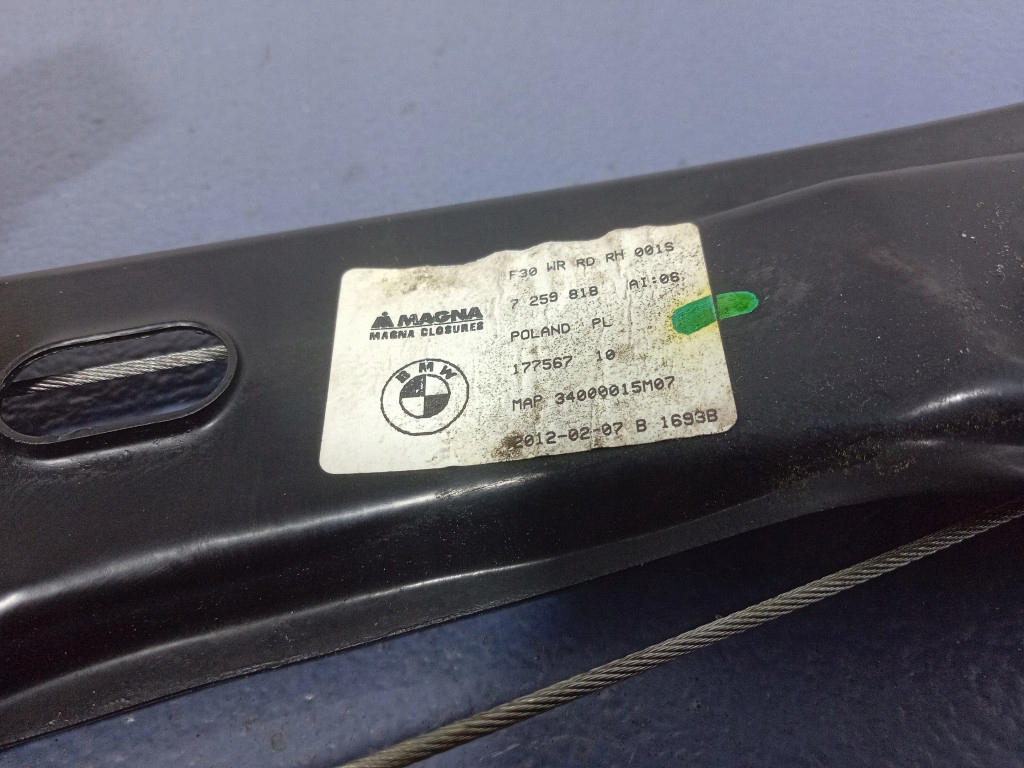 MAGNA
MAGNA CLOSURES
BMW
F30 WR RD RH 001S
7 259 818 AI:06
POLAND PL
177567 10
MAP 34009015M07
2012-02-07 B 1693B